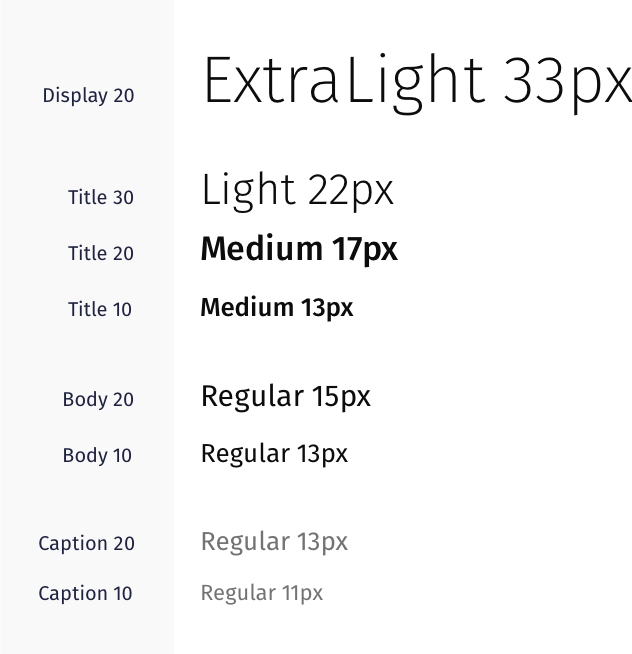 Display 20 ExtraLight 33px
Title 30 Light 22px
Title 20 Medium 17px
Title 10 Medium 13px
Body 20 Regular 15px
Body 10 Regular 13px
Caption 20 Regular 13px
Caption 10 Regular 11px